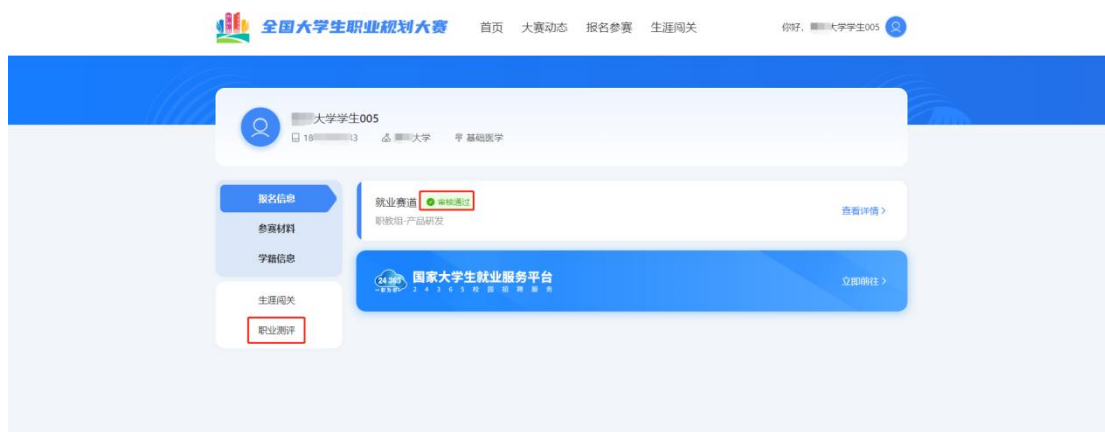 全国大学生职业规划大赛 首页 大赛动态 报名参赛 生涯闯关 你好, 大学学生005
大学学生005
18 3 大学 基础医学
报名信息
参赛材料
学籍信息
生涯闯关
职业测评
就业赛道 审核通过
职教组-产品研发
查看详情 >
24365 国家大学生就业服务平台
24365校园招聘服务
立即前往 >